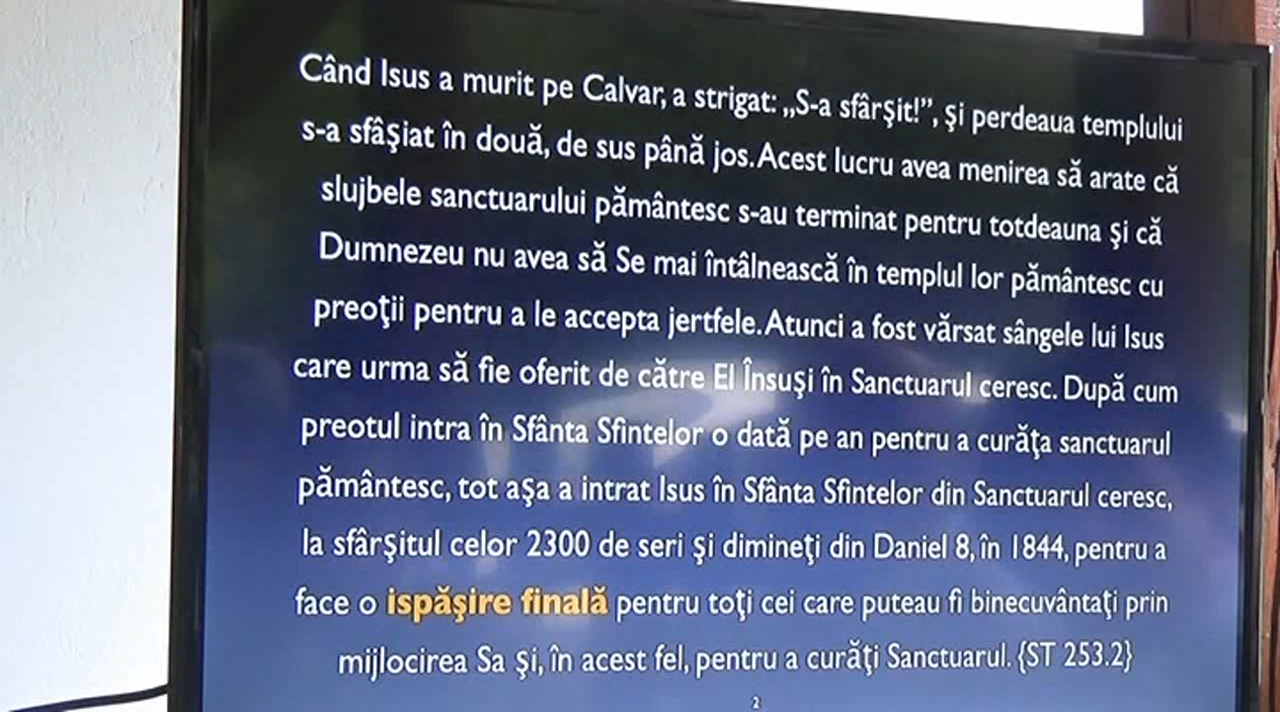 Când Isus a murit pe Calvar, a strigat: „S-a sfârşit!”, şi perdeaua templului
s-a sfâşiat în două, de sus până jos. Acest lucru avea menirea să arate că
slujbele sanctuarului pământesc s-au terminat pentru totdeauna şi că
Dumnezeu nu avea să Se mai întâlnească în templul lor pământesc cu
preoţii pentru a le accepta jertfele. Atunci a fost vărsat sângele lui Isus
care urma să fie oferit de către El Însuşi în Sanctuarul ceresc. După cum
preotul intra în Sfânta Sfintelor o dată pe an pentru a curăţa sanctuarul
pământesc, tot aşa a intrat Isus în Sfânta Sfintelor din Sanctuarul ceresc,
la sfârşitul celor 2300 de seri şi dimineţi din Daniel 8, în 1844, pentru a
face o ispăşire finală pentru toţi cei care puteau fi binecuvântaţi prin
mijlocirea Sa şi, în acest fel, pentru a curăţi Sanctuarul. {ST 253.2}
2